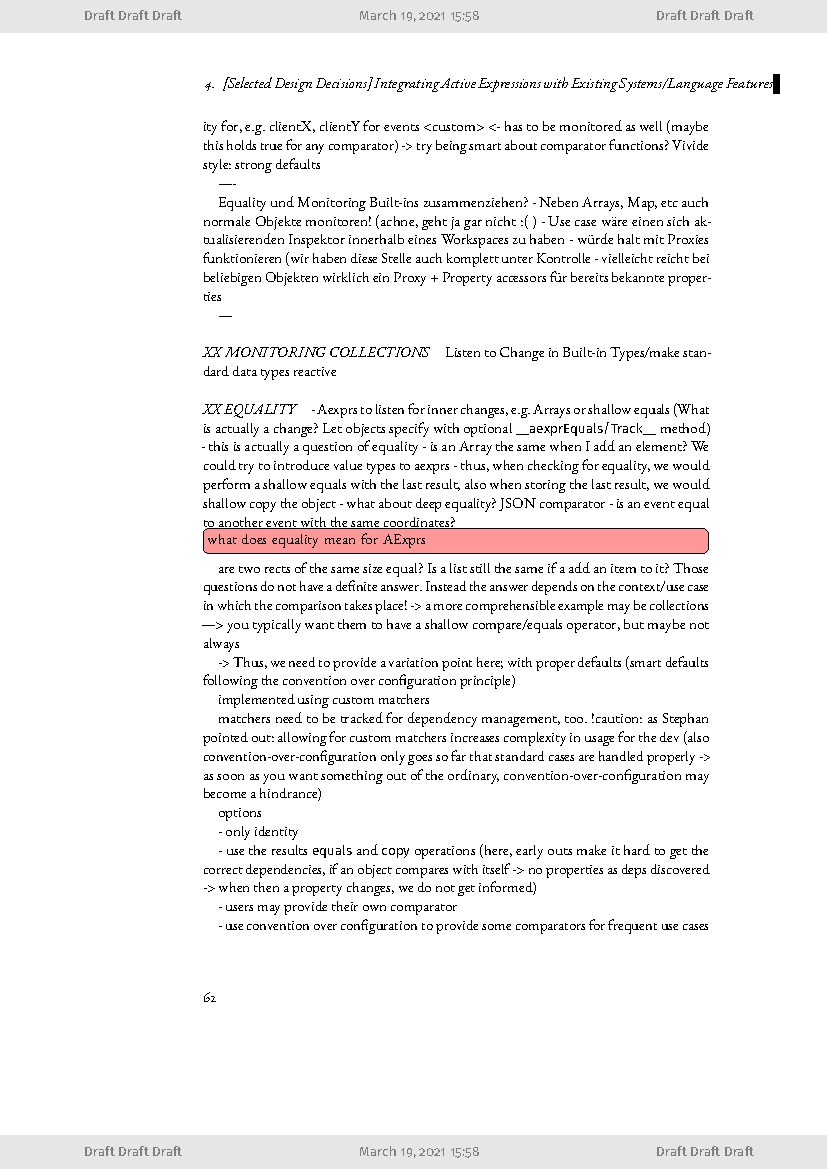 Draft Draft Draft March 19, 2021 15:58 Draft Draft Draft
4. [Selected Design Decisions] Integrating Active Expressions with Existing Systems/Language Features
ity for, e.g. clientX, clientY for events <custom> <- has to be monitored as well (maybe
this holds true for any comparator) -> try being smart about comparator functions? Vivide
style: strong defaults
—-
Equality und Monitoring Built-ins zusammenziehen? - Neben Arrays, Map, etc auch
normale Objekte monitoren! (achne, geht ja gar nicht :( ) - Use case wäre einen sich ak-
tualisierenden Inspektor innerhalb eines Workspaces zu haben - würde halt mit Proxies
funktionieren (wir haben diese Stelle auch komplett unter Kontrolle - vielleicht reicht bei
beliebigen Objekten wirklich ein Proxy + Property accessors für bereits bekannte proper-
ties
—
XX MONITORING COLLECTIONS Listen to Change in Built-in Types/make stan-
dard data types reactive
XX EQUALITY - Aexprs to listen for inner changes, e.g. Arrays or shallow equals (What
is actually a change? Let objects specify with optional __aexprEquals/Track__ method)
- this is actually a question of equality - is an Array the same when I add an element? We
could try to introduce value types to aexprs - thus, when checking for equality, we would
perform a shallow equals with the last result, also when storing the last result, we would
shallow copy the object - what about deep equality? JSON comparator - is an event equal
to another event with the same coordinates?
what does equality mean for AExprs
are two rects of the same size equal? Is a list still the same if a add an item to it? Those
questions do not have a definite answer. Instead the answer depends on the context/use case
in which the comparison takes place! -> a more comprehensible example may be collections
—> you typically want them to have a shallow compare/equals operator, but maybe not
always
-> Thus, we need to provide a variation point here; with proper defaults (smart defaults
following the convention over configuration principle)
implemented using custom matchers
matchers need to be tracked for dependency management, too. !caution: as Stephan
pointed out: allowing for custom matchers increases complexity in usage for the dev (also
convention-over-configuration only goes so far that standard cases are handled properly ->
as soon as you want something out of the ordinary, convention-over-configuration may
become a hindrance)
options
- only identity
- use the results equals and copy operations (here, early outs make it hard to get the
correct dependencies, if an object compares with itself -> no properties as deps discovered
-> when then a property changes, we do not get informed)
- users may provide their own comparator
- use convention over configuration to provide some comparators for frequent use cases
62
Draft Draft Draft March 19, 2021 15:58 Draft Draft Draft